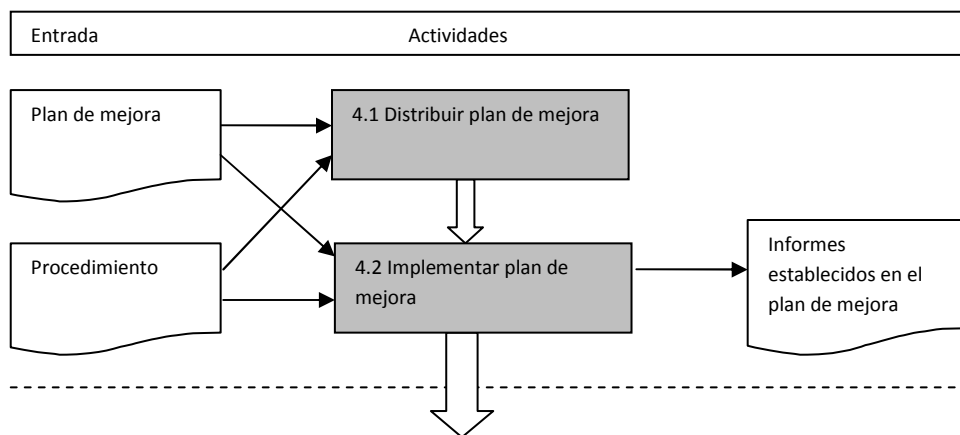 Entrada Actividades
Plan de mejora
4.1 Distribuir plan de mejora
Procedimiento
4.2 Implementar plan de
mejora
Informes
establecidos en el
plan de mejora